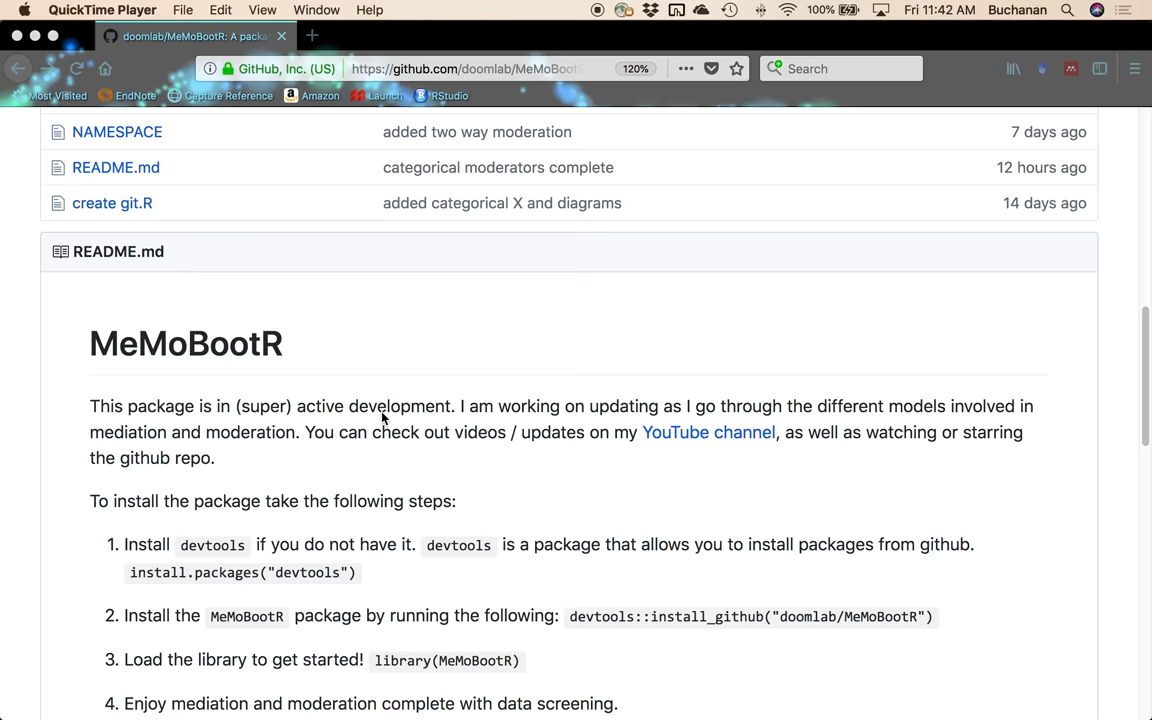 QuickTime Player File Edit View Window Help 100% Fri 11:42 AM Buchanan
doomlab/MeMoBootR: A packa
GitHub, Inc. (US) https://github.com/doomlab/MeMoBootR 120% Search
Most Visited EndNote Capture Reference Amazon Launch RStudio
NAMESPACE added two way moderation 7 days ago
README.md categorical moderators complete 12 hours ago
create git.R added categorical X and diagrams 14 days ago
README.md
MeMoBootR
This package is in (super) active development. I am working on updating as I go through the different models involved in
mediation and moderation. You can check out videos / updates on my YouTube channel, as well as watching or starring
the github repo.
To install the package take the following steps:
1. Install devtools if you do not have it. devtools is a package that allows you to install packages from github.
install.packages("devtools")
2. Install the MeMoBootR package by running the following: devtools::install_github("doomlab/MeMoBootR")
3. Load the library to get started! library(MeMoBootR)
4. Enjoy mediation and moderation complete with data screening.